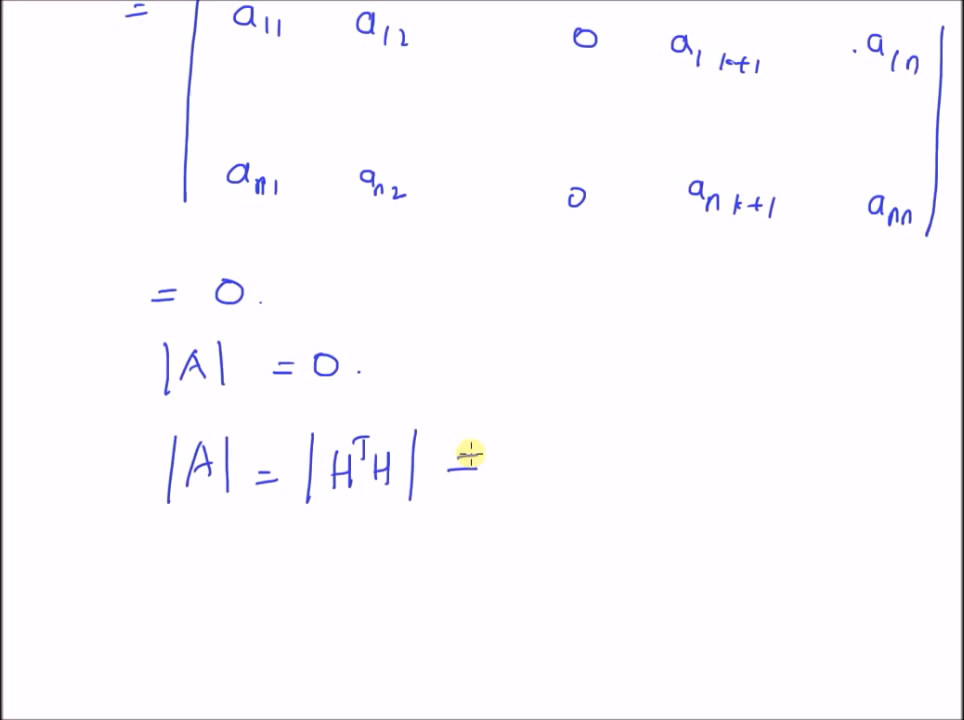 = | a₁₁ a₁₂ 0 a₁ ₖ₊₁ . a₁ₙ |
aₙ₁ aₙ₂ 0 aₙ ₖ₊₁ aₙₙ
= 0.
|A| = 0.
|A| = |HᵀH| =